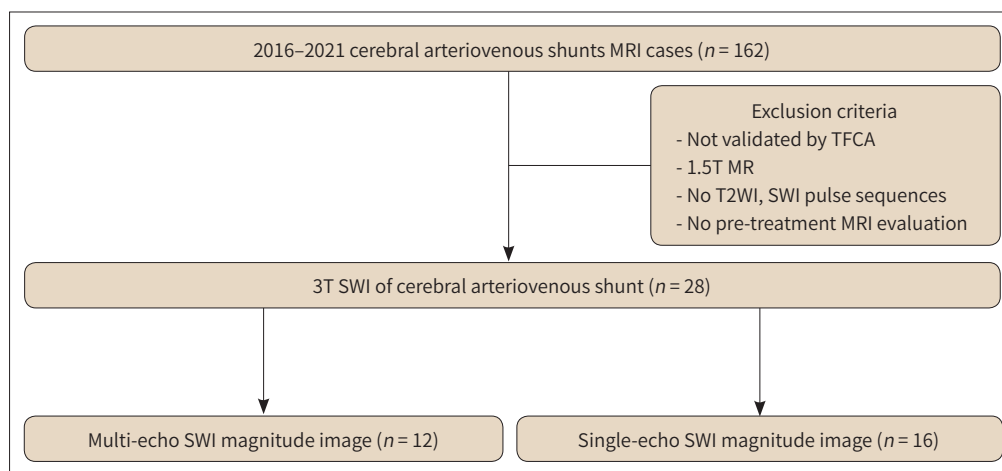 2016–2021 cerebral arteriovenous shunts MRI cases (n = 162)
Exclusion criteria
- Not validated by TFCA
- 1.5T MR
- No T2WI, SWI pulse sequences
- No pre-treatment MRI evaluation
3T SWI of cerebral arteriovenous shunt (n = 28)
Multi-echo SWI magnitude image (n = 12)
Single-echo SWI magnitude image (n = 16)